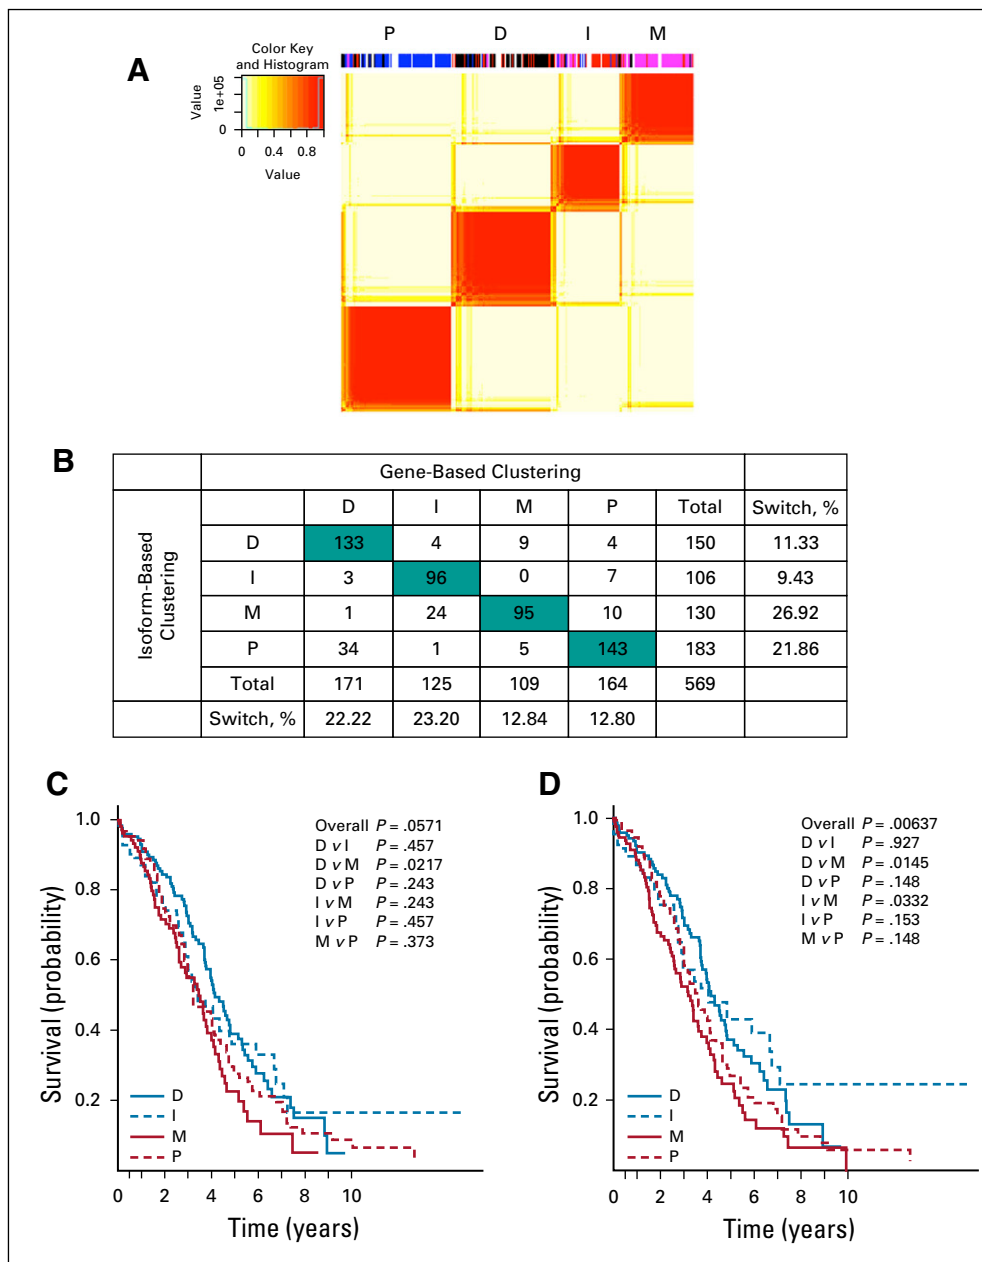 A
Color Key
and Histogram
Value
1e+05
0
0 0.4 0.8
Value
P D I M
B
Gene-Based Clustering
Isoform-Based
Clustering
D I M P Total Switch, %
D 133 4 9 4 150 11.33
I 3 96 0 7 106 9.43
M 1 24 95 10 130 26.92
P 34 1 5 143 183 21.86
Total 171 125 109 164 569
Switch, % 22.22 23.20 12.84 12.80
C
Survival (probability)
1.0
0.8
0.6
0.4
0.2
Overall P = .0571
D v I P = .457
D v M P = .0217
D v P P = .243
I v M P = .243
I v P P = .457
M v P P = .373
D
I
M
P
0 2 4 6 8 10
Time (years)
D
Survival (probability)
1.0
0.8
0.6
0.4
0.2
Overall P = .00637
D v I P = .927
D v M P = .0145
D v P P = .148
I v M P = .0332
I v P P = .153
M v P P = .148
D
I
M
P
0 2 4 6 8 10
Time (years)